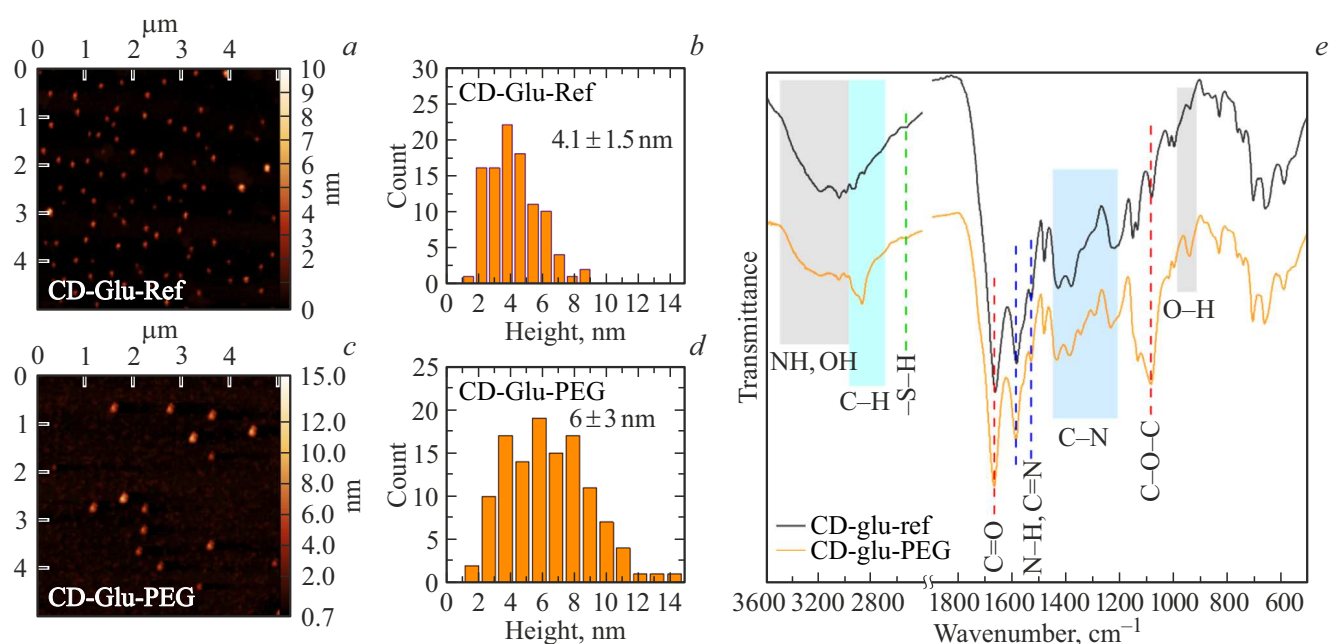 μm
0 1 2 3 4
a
0
1
2
3
4
CD-Glu-Ref
10
9
8
7
6
5
4
3
2
1
0
nm
b
30
25
20
15
10
5
0
Count
CD-Glu-Ref
4.1 ± 1.5 nm
0 2 4 6 8 10 12 14
Height, nm
μm
0 1 2 3 4
c
0
1
2
3
4
CD-Glu-PEG
15.0
12.0
10.0
8.0
6.0
4.0
2.0
0.7
nm
d
25
20
15
10
5
0
Count
CD-Glu-PEG
6 ± 3 nm
0 2 4 6 8 10 12 14
Height, nm
e
Transmittance
NH, OH
C–H
–S–H
C=O
N–H, C=N
C–N
C–O–C
O–H
CD-glu-ref
CD-glu-PEG
3600 3200 2800 1800 1600 1400 1200 1000 800 600
Wavenumber, cm–1